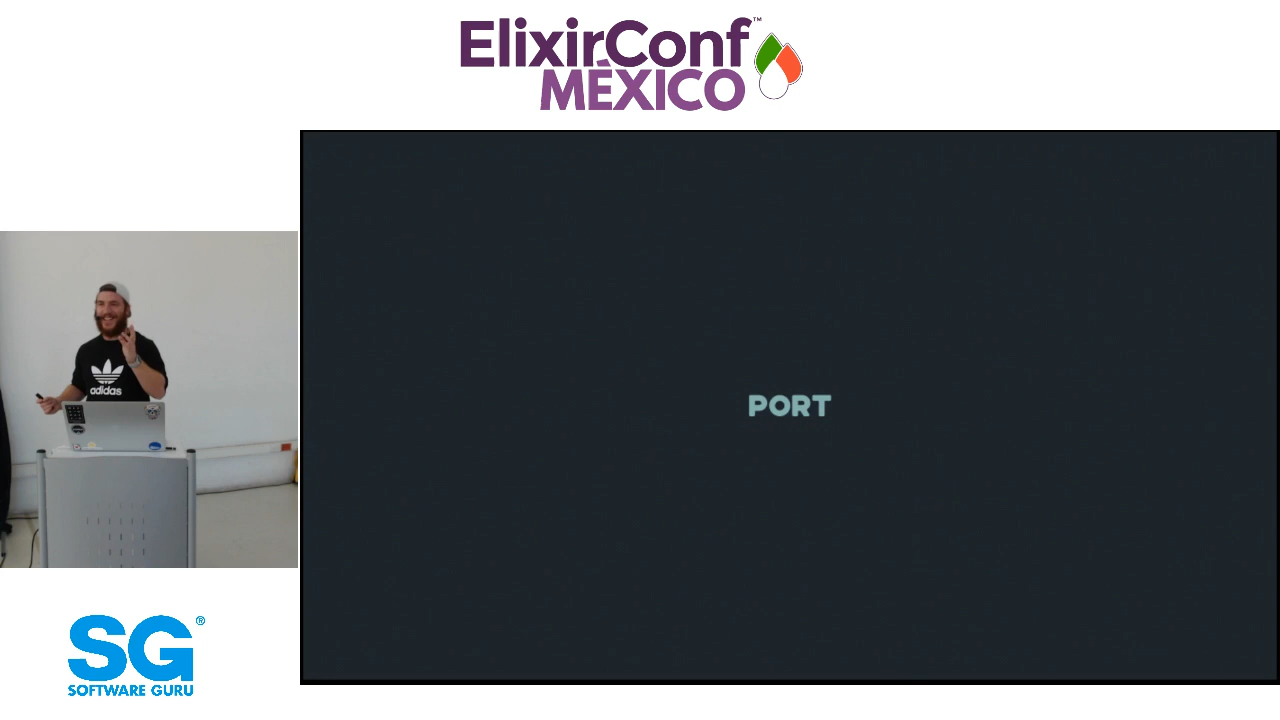 ElixirConf™
MÉXICO
PORT
adidas
SG®
SOFTWARE GURU